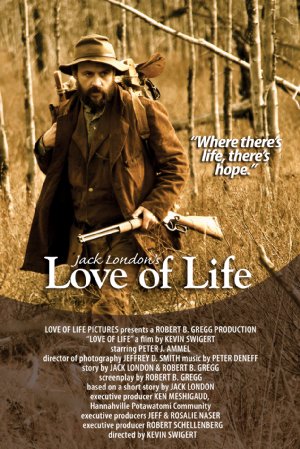 "Where there's
life, there's
hope."
Jack London's
Love of Life
LOVE OF LIFE PICTURES presents a ROBERT B. GREGG PRODUCTION
"LOVE OF LIFE" a film by KEVIN SWIGERT
starring PETER J. AMMEL
director of photography JEFFREY D. SMITH music by PETER DENEFF
story by JACK LONDON & ROBERT B. GREGG
screenplay by ROBERT B. GREGG
based on a short story by JACK LONDON
executive producer KEN MESHIGAUD,
Hannahville Potawatomi Community
executive producers JEFF & ROSALIE NASER
executive producer ROBERT SCHELLENBERG
directed by KEVIN SWIGERT